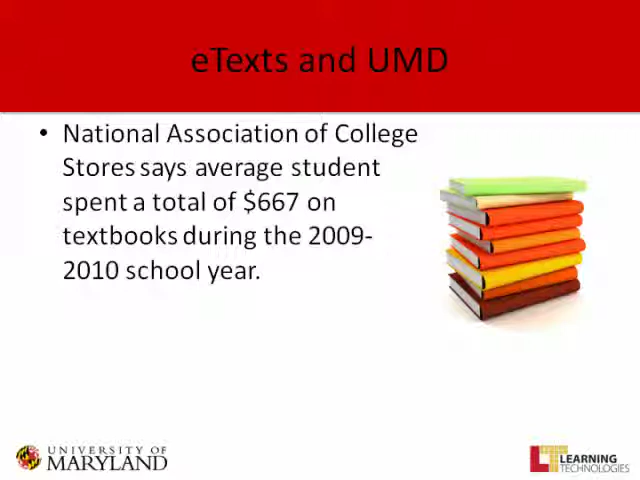 eTexts and UMD
• National Association of College
Stores says average student
spent a total of $667 on
textbooks during the 2009-
2010 school year.
UNIVERSITY OF
MARYLAND
LT LEARNING
TECHNOLOGIES